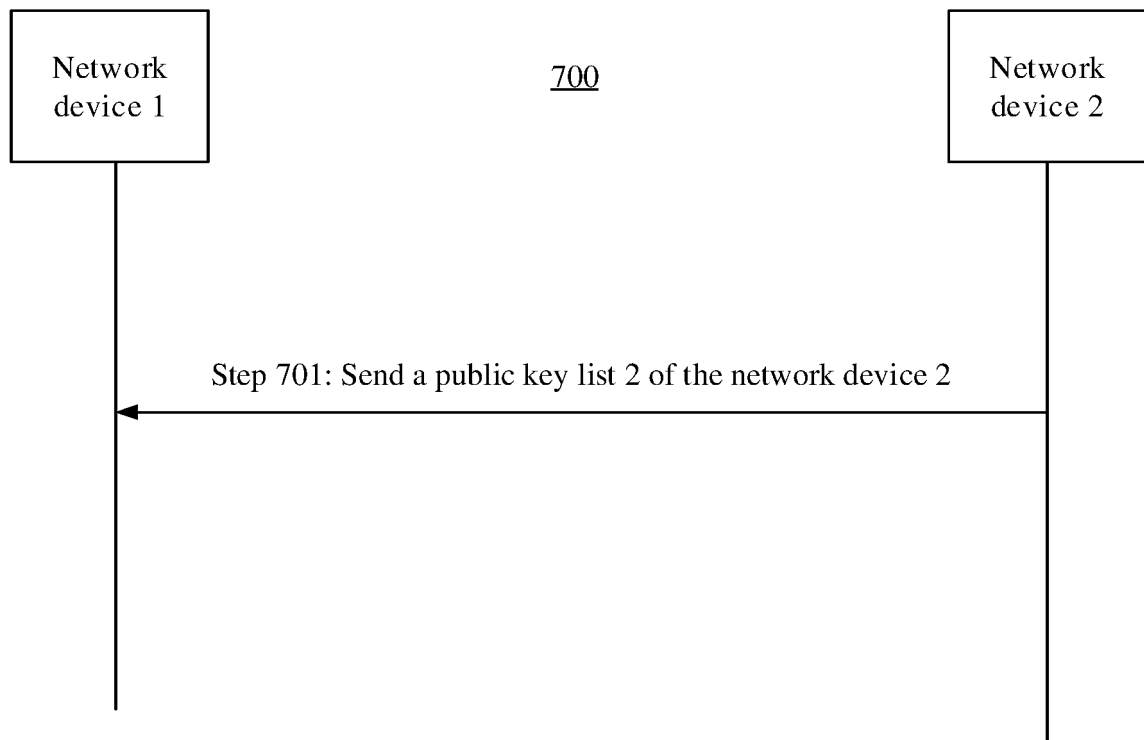 Network
device 1
700
Network
device 2
Step 701: Send a public key list 2 of the network device 2